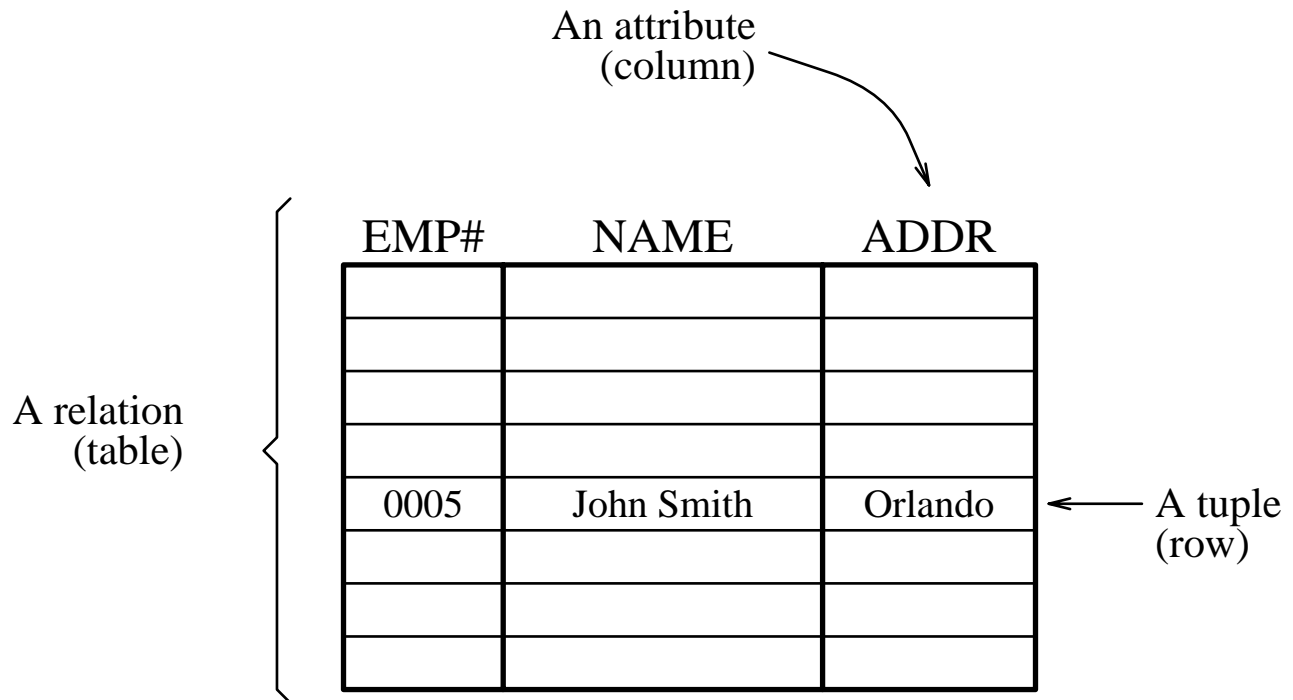 An attribute
(column)
EMP# NAME ADDR
A relation
(table)
0005 John Smith Orlando
A tuple
(row)